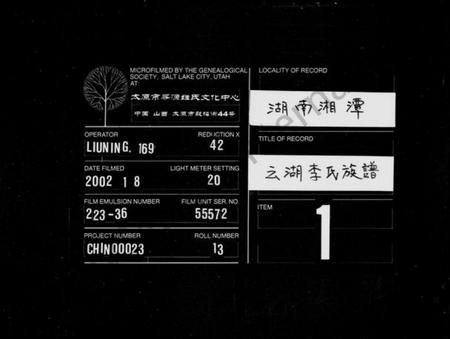 MICROFILMED BY THE GENEALOGICAL
SOCIETY, SALT LAKE CITY, UTAH
AT:
太原市寻源姓氏文化中心
中国 山西 太原市
44号
OPERATOR
LIUNING. 169
REDUCTION X
42
DATE FILMED
2002 1 8
LIGHT METER SETTING
20
FILM EMULSION NUMBER
223-36
FILM UNIT SER. NO.
55572
PROJECT NUMBER
CHIN00023
ROLL NUMBER
13
LOCALITY OF RECORD
湖南湘潭
TITLE OF RECORD
云湖李氏族譜
ITEM
1